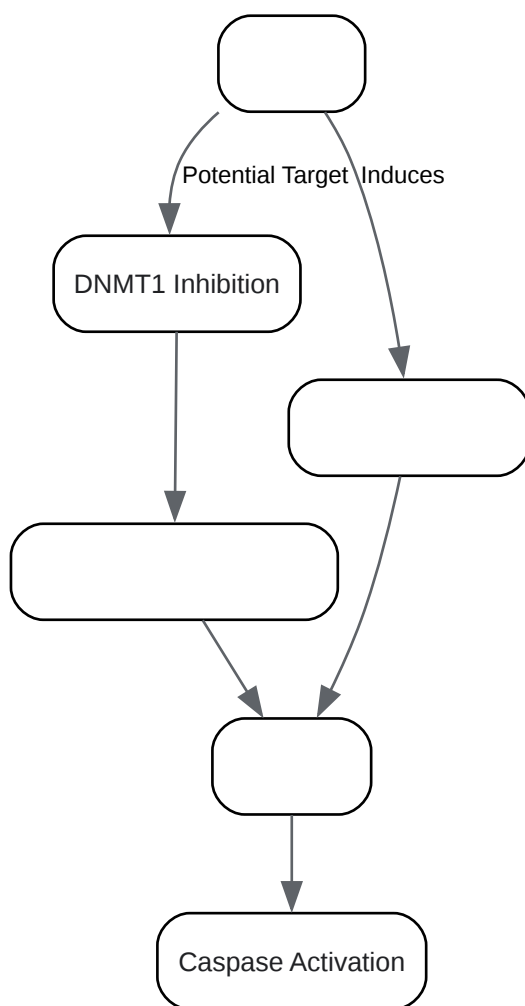 Potential Target
Induces
DNMT1 Inhibition
Caspase Activation